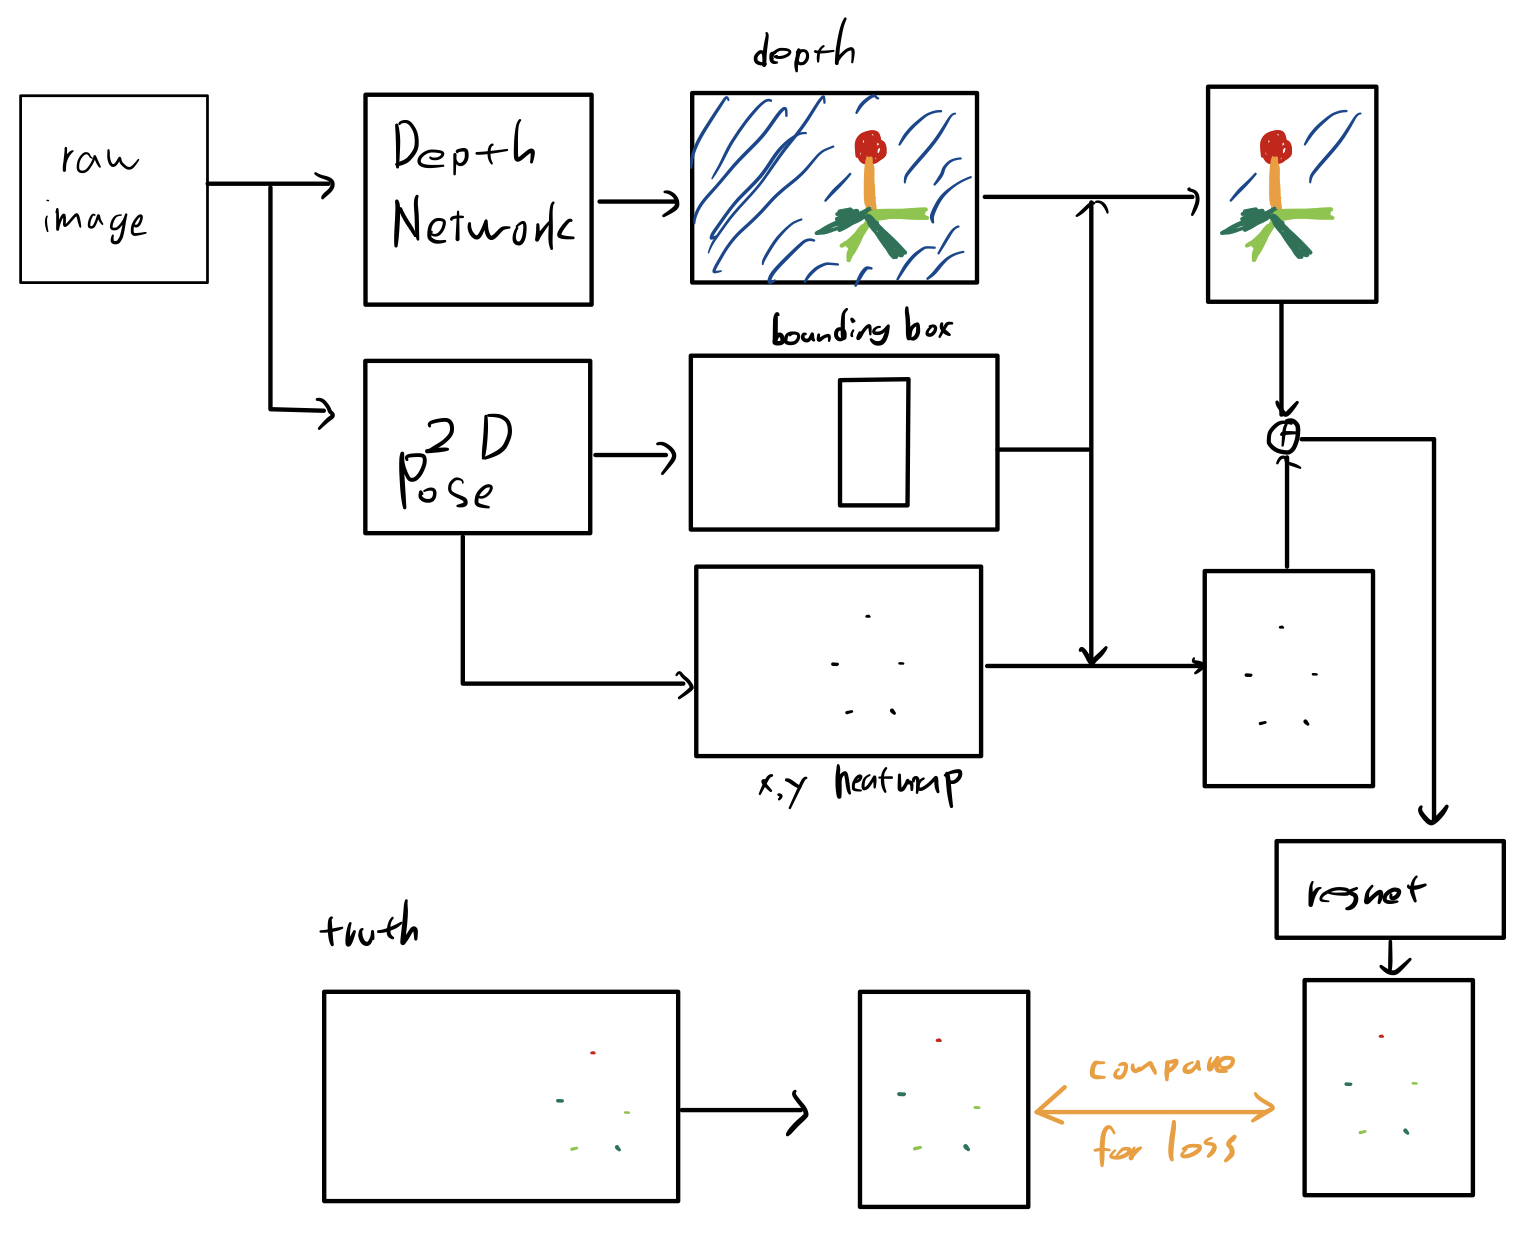 depth
raw
image
Depth
Network
bounding box
2D
Pose
+
x,y heatmap
resnet
truth
compare
for loss